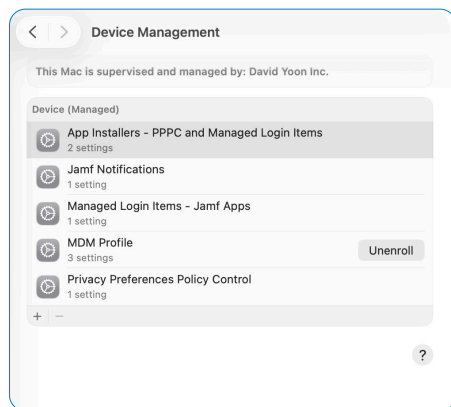 Device Management
This Mac is supervised and managed by: David Yoon Inc.
Device (Managed)
App Installers - PPPC and Managed Login Items
2 settings
Jamf Notifications
1 setting
Managed Login Items - Jamf Apps
1 setting
MDM Profile
3 settings
Unenroll
Privacy Preferences Policy Control
1 setting
+ −
?